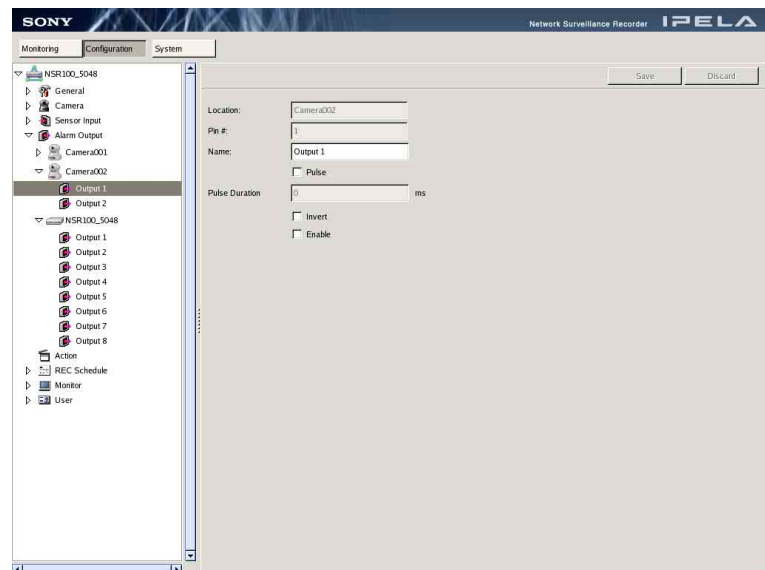 SONY
Network Surveillance Recorder IPELA
Monitoring Configuration System
Save Discard
NSR100_5048
General
Camera
Sensor Input
Alarm Output
Camera001
Camera002
Output 1
Output 2
NSR100_5048
Output 1
Output 2
Output 3
Output 4
Output 5
Output 6
Output 7
Output 8
Action
REC Schedule
Monitor
User
Location: Camera002
Pin #: 1
Name: Output 1
Pulse
Pulse Duration 0 ms
Invert
Enable